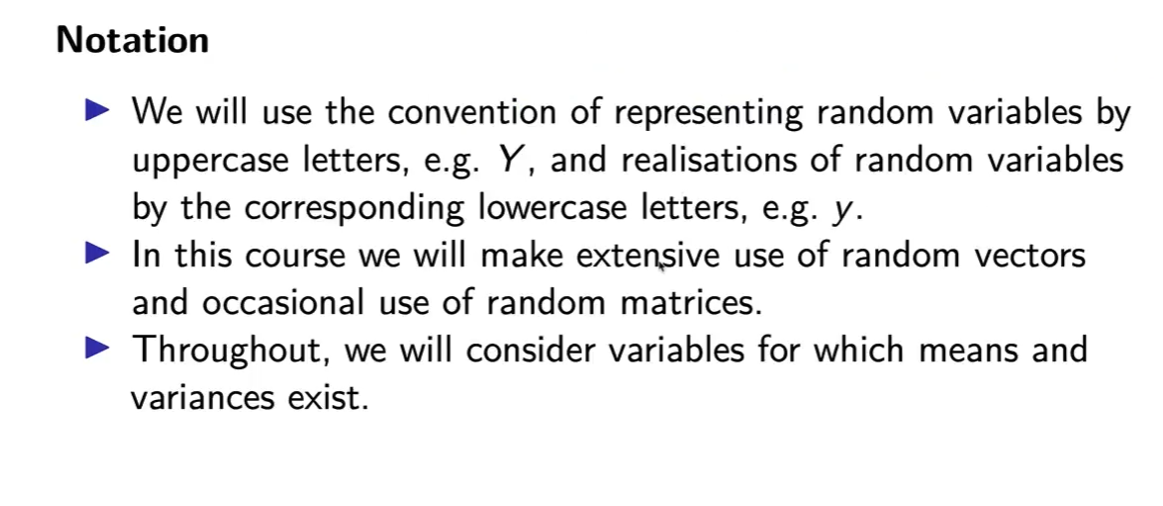 Notation
▶ We will use the convention of representing random variables by
uppercase letters, e.g. Y, and realisations of random variables
by the corresponding lowercase letters, e.g. y.
▶ In this course we will make extensive use of random vectors
and occasional use of random matrices.
▶ Throughout, we will consider variables for which means and
variances exist.